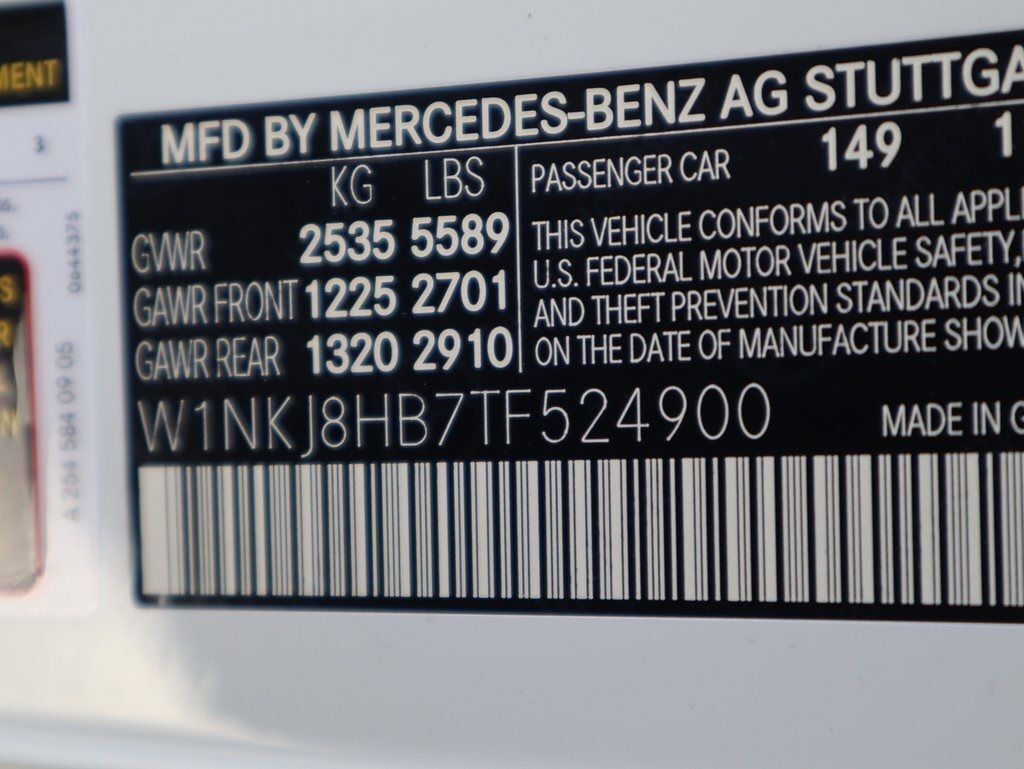 MENT
3
0644375
A 254 584 09 05
MFD BY MERCEDES-BENZ AG STUTTGA
KG LBS
GVWR 2535 5589
GAWR FRONT 1225 2701
GAWR REAR 1320 2910
PASSENGER CAR 149 1
THIS VEHICLE CONFORMS TO ALL APPLI
U.S. FEDERAL MOTOR VEHICLE SAFETY,
AND THEFT PREVENTION STANDARDS IN
ON THE DATE OF MANUFACTURE SHOW
W1NKJ8HB7TF524900
MADE IN G